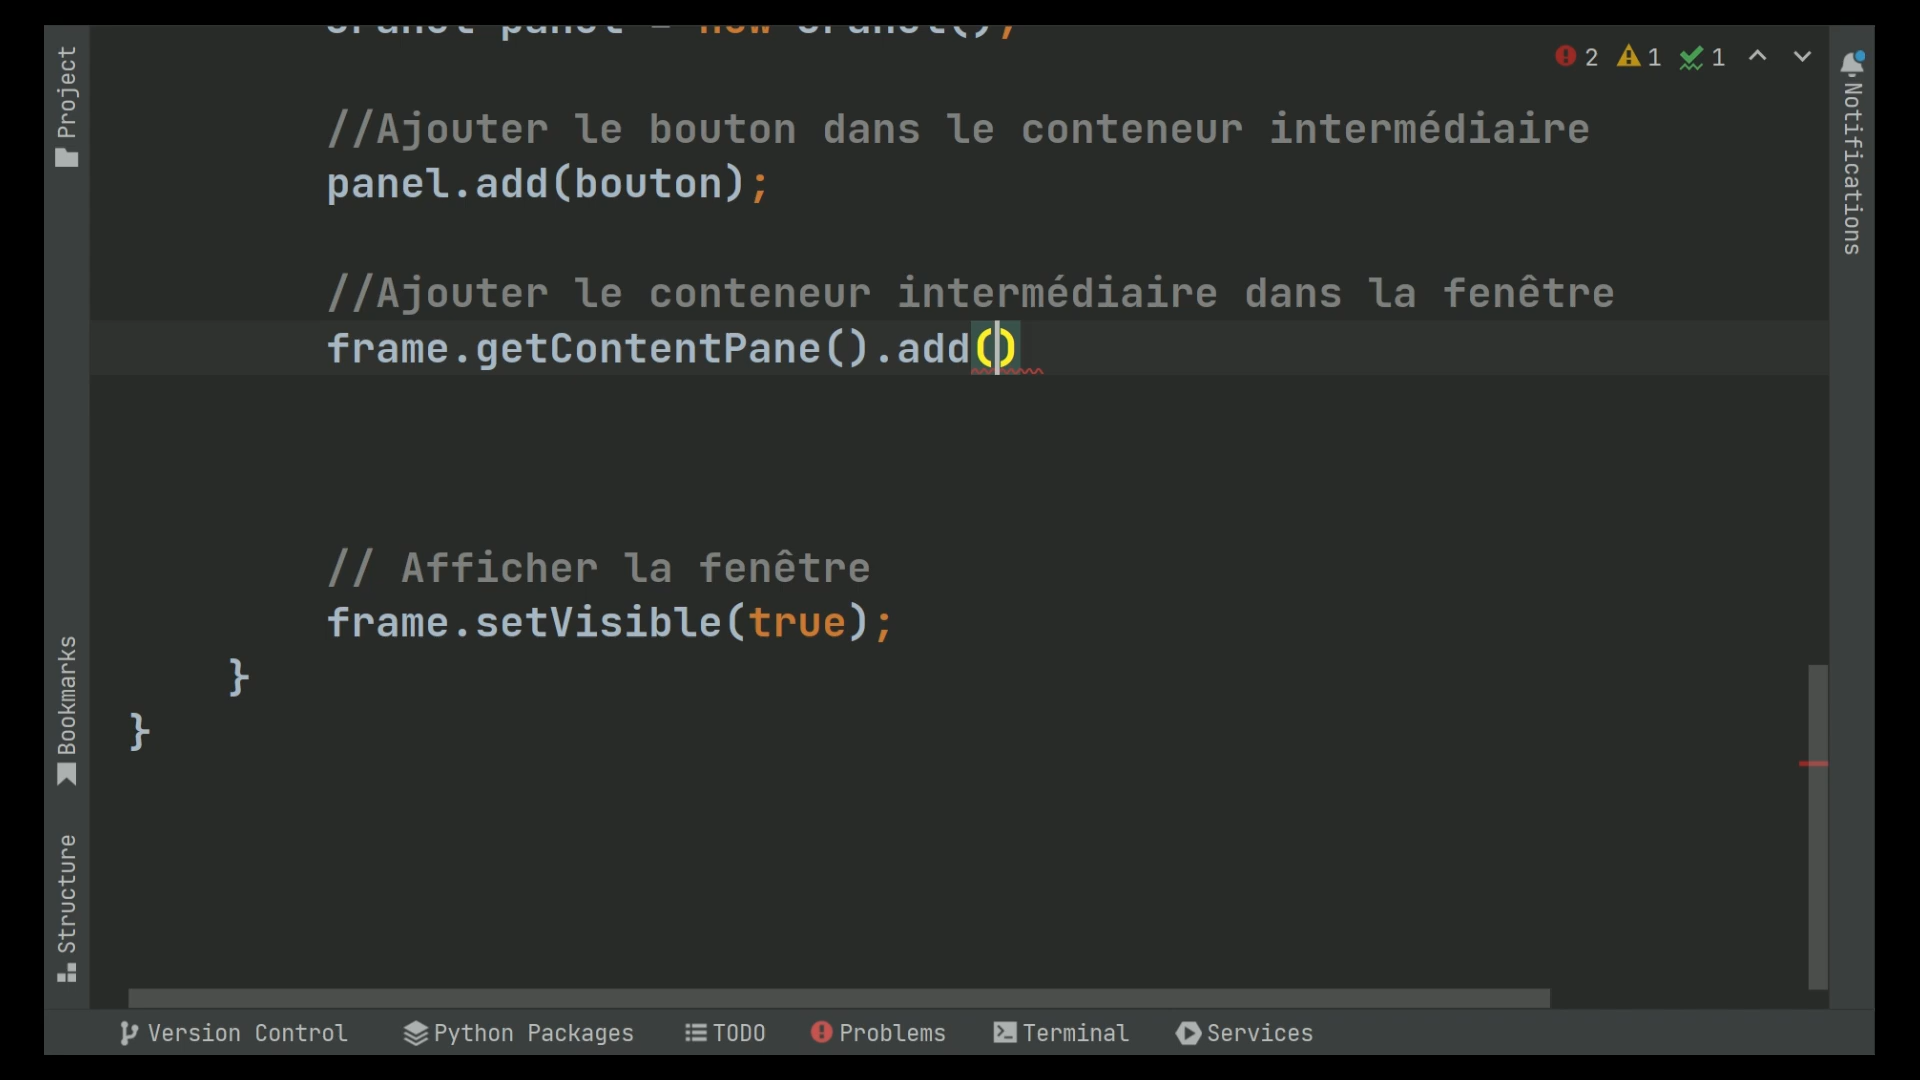 Project
2 1 1
Notifications
//Ajouter le bouton dans le conteneur intermédiaire
panel.add(bouton);
//Ajouter le conteneur intermédiaire dans la fenêtre
frame.getContentPane().add()
// Afficher la fenêtre
frame.setVisible(true);
}
}
Bookmarks
Structure
Version Control Python Packages TODO Problems Terminal Services